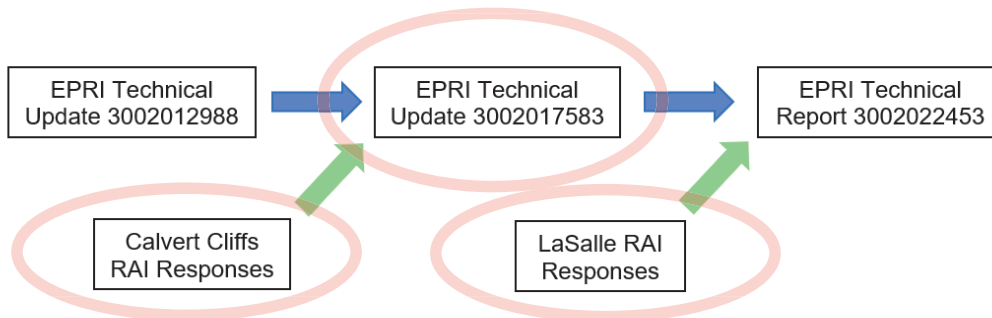 EPRI Technical
Update 3002012988
EPRI Technical
Update 3002017583
EPRI Technical
Report 3002022453
Calvert Cliffs
RAI Responses
LaSalle RAI
Responses